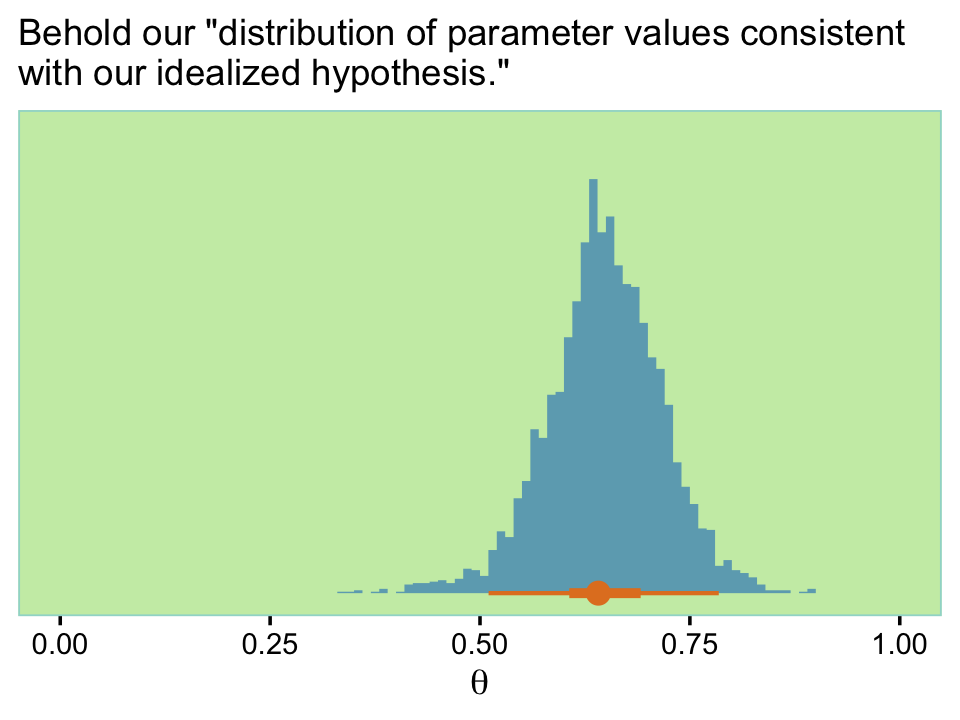 Behold our "distribution of parameter values consistent
with our idealized hypothesis."
0.00 0.25 0.50 0.75 1.00
θ